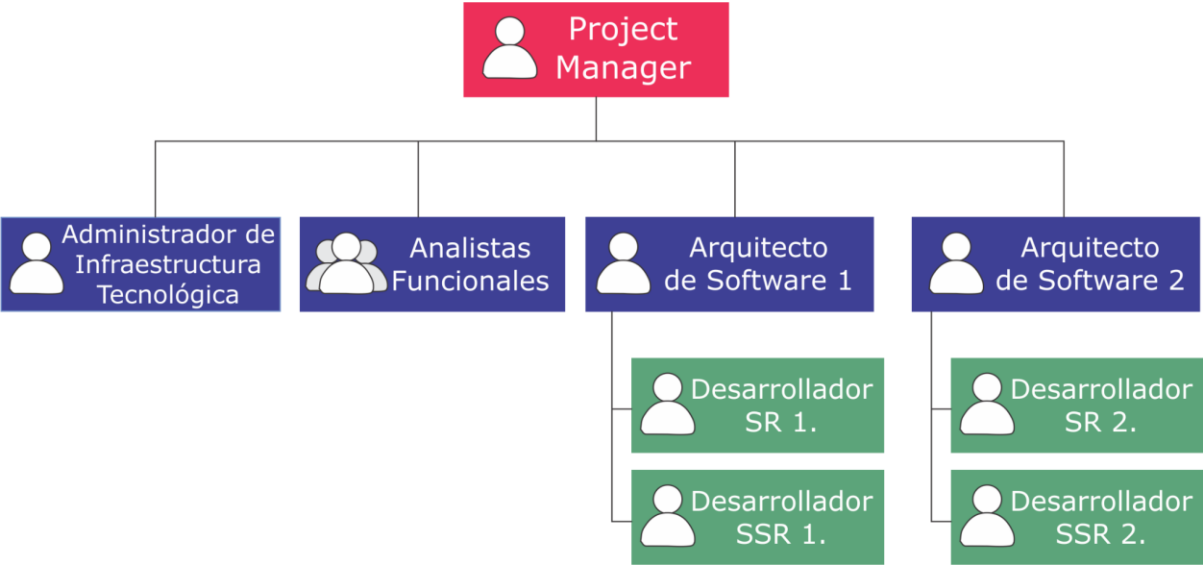 Project
Manager
Administrador de
Infraestructura
Tecnológica
Analistas
Funcionales
Arquitecto
de Software 1
Arquitecto
de Software 2
Desarrollador
SR 1.
Desarrollador
SSR 1.
Desarrollador
SR 2.
Desarrollador
SSR 2.